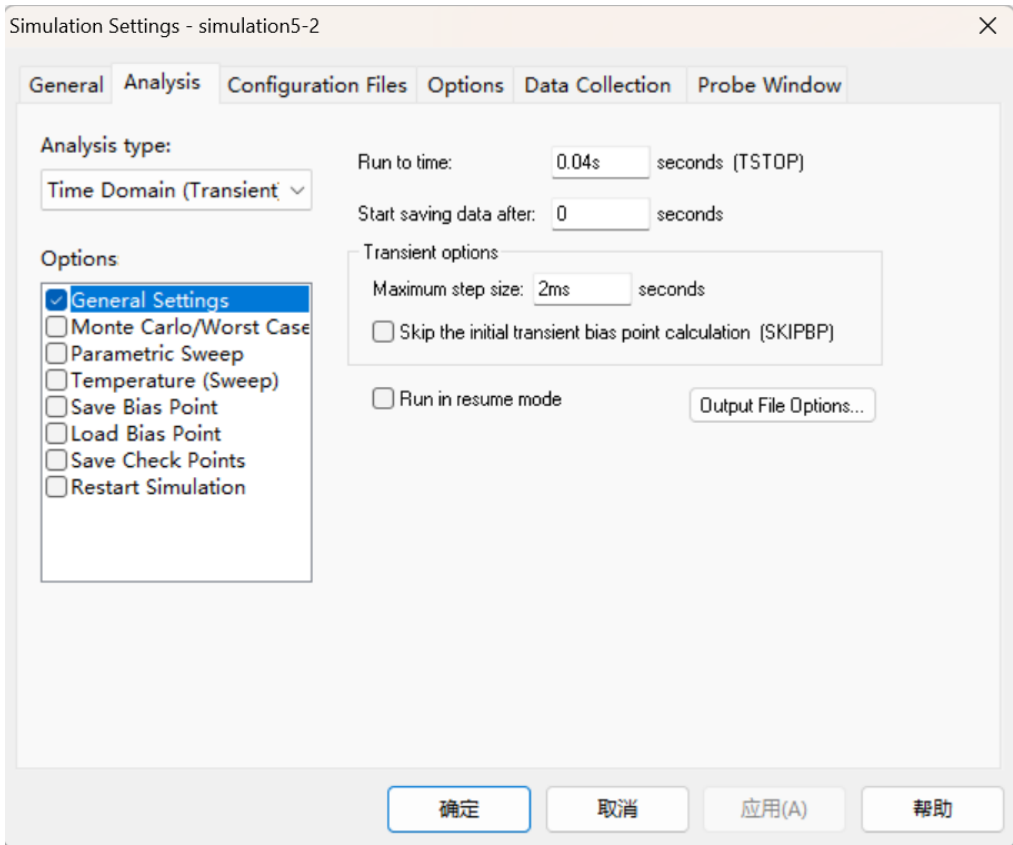 Simulation Settings - simulation5-2
General Analysis Configuration Files Options Data Collection Probe Window
Analysis type:
Time Domain (Transient)
Options
General Settings
Monte Carlo/Worst Case
Parametric Sweep
Temperature (Sweep)
Save Bias Point
Load Bias Point
Save Check Points
Restart Simulation
Run to time: 0.04s seconds (TSTOP)
Start saving data after: 0 seconds
Transient options
Maximum step size: 2ms seconds
Skip the initial transient bias point calculation (SKIPBP)
Run in resume mode
Output File Options...
确定 取消 应用(A) 帮助